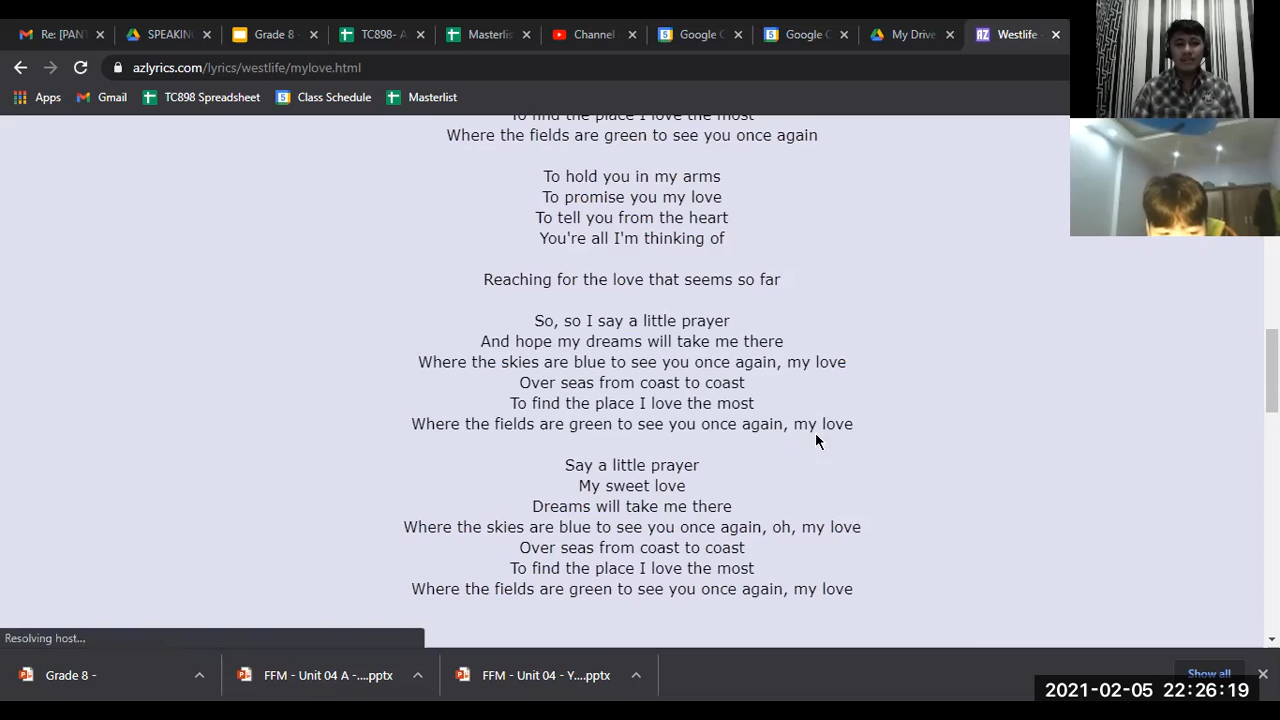 Re: [PANT
SPEAKING
Grade 8 -
TC898- A
Masterlis
Channel
Google C
Google C
My Drive
Westlife -
azlyrics.com/lyrics/westlife/mylove.html
Apps
Gmail
TC898 Spreadsheet
Class Schedule
Masterlist
To find the place I love the most
Where the fields are green to see you once again
To hold you in my arms
To promise you my love
To tell you from the heart
You're all I'm thinking of
Reaching for the love that seems so far
So, so I say a little prayer
And hope my dreams will take me there
Where the skies are blue to see you once again, my love
Over seas from coast to coast
To find the place I love the most
Where the fields are green to see you once again, my love
Say a little prayer
My sweet love
Dreams will take me there
Where the skies are blue to see you once again, oh, my love
Over seas from coast to coast
To find the place I love the most
Where the fields are green to see you once again, my love
Resolving host...
Grade 8 -
FFM - Unit 04 A -....pptx
FFM - Unit 04 - Y....pptx
Show all
2021-02-05 22:26:19